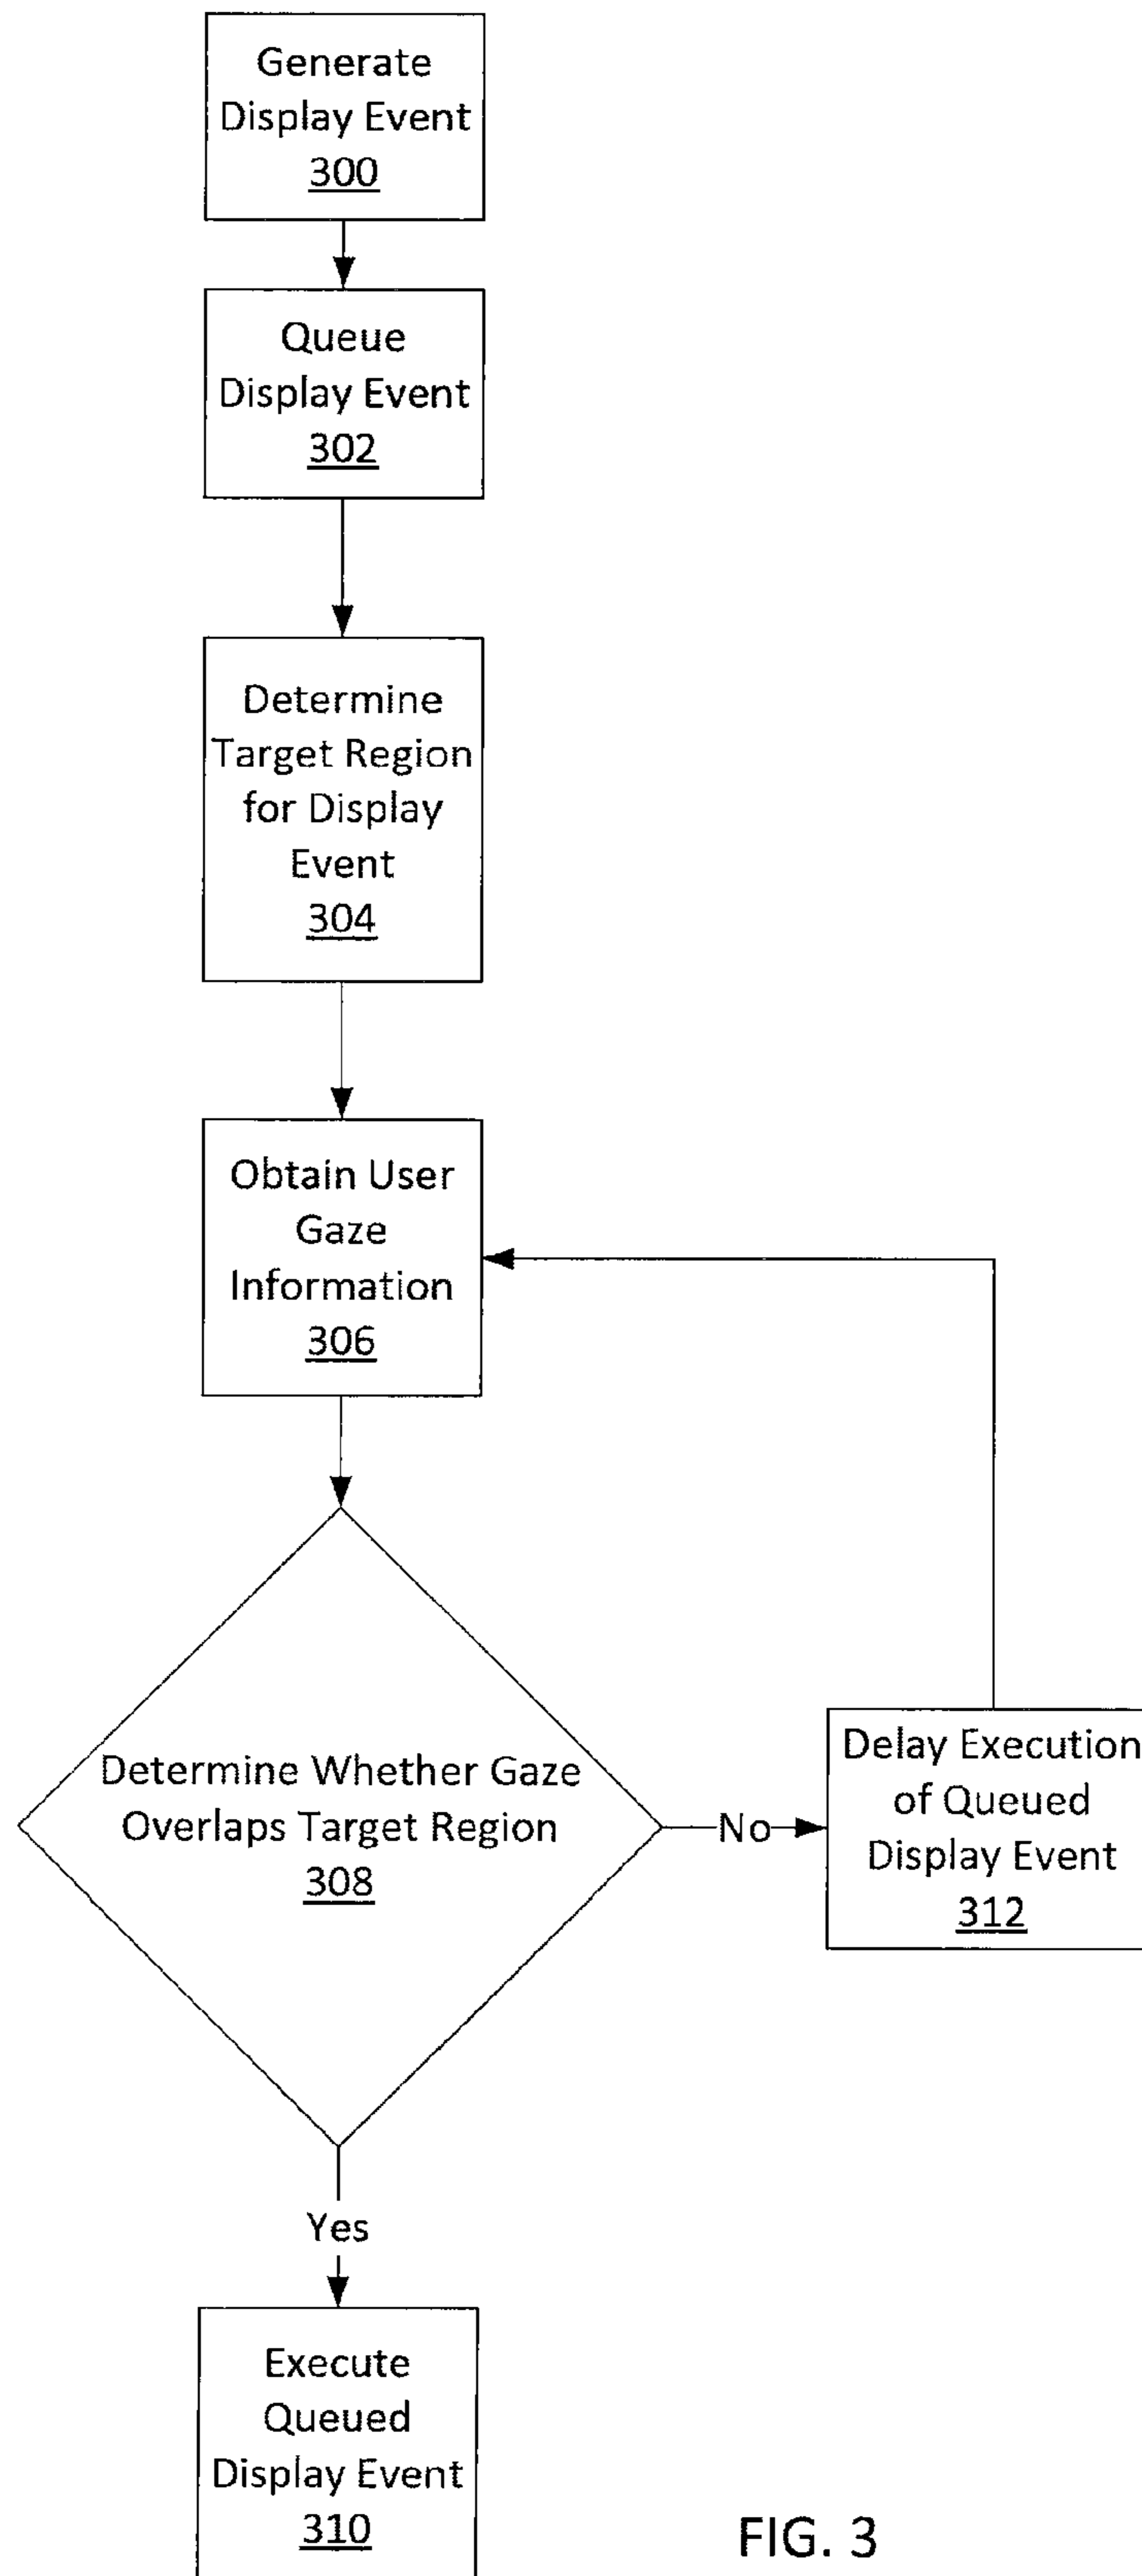 Generate
Display Event
300
Queue
Display Event
302
Determine
Target Region
for Display
Event
304
Obtain User
Gaze
Information
306
Determine Whether Gaze
Overlaps Target Region
308
No
Delay Execution
of Queued
Display Event
312
Yes
Execute
Queued
Display Event
310
FIG. 3